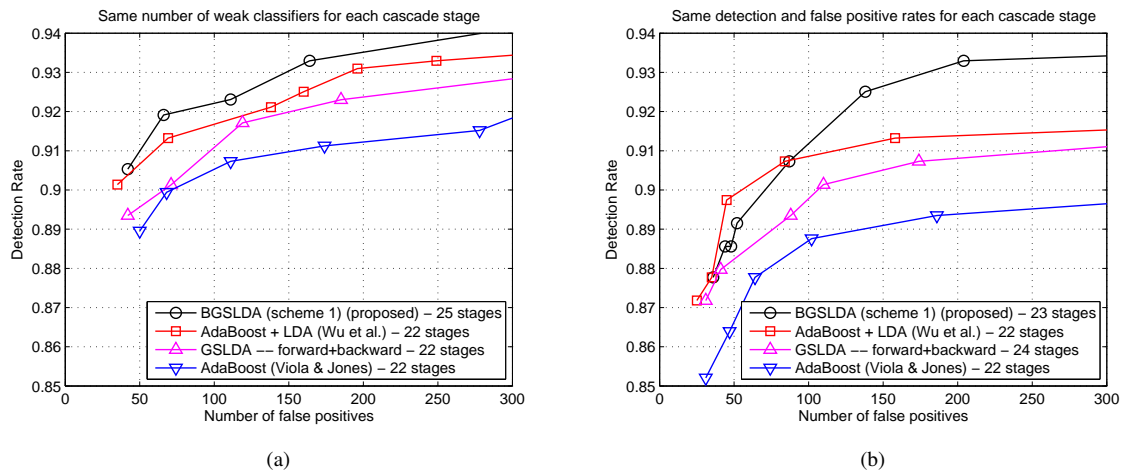 Same number of weak classifiers for each cascade stage
0.94
0.93
0.92
0.91
0.9
0.89
0.88
0.87
0.86
0.85
Detection Rate
BGSLDA (scheme 1) (proposed) − 25 stages
AdaBoost + LDA (Wu et al.) − 22 stages
GSLDA −− forward+backward − 22 stages
AdaBoost (Viola & Jones) − 22 stages
0 50 100 150 200 250 300
Number of false positives
(a)
Same detection and false positive rates for each cascade stage
0.94
0.93
0.92
0.91
0.9
0.89
0.88
0.87
0.86
0.85
Detection Rate
BGSLDA (scheme 1) (proposed) − 23 stages
AdaBoost + LDA (Wu et al.) − 22 stages
GSLDA −− forward+backward − 24 stages
AdaBoost (Viola & Jones) − 22 stages
0 50 100 150 200 250 300
Number of false positives
(b)